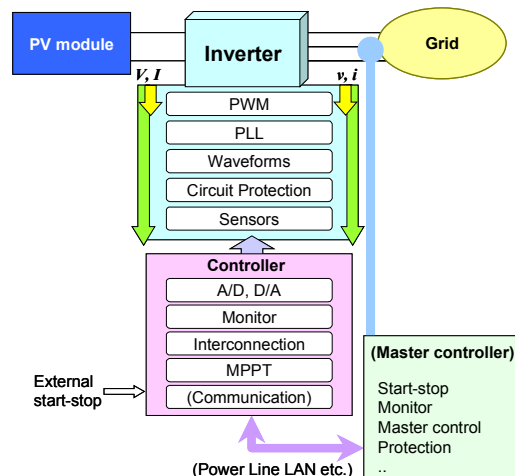 PV module
Inverter
Grid
V, I
v, i
PWM
PLL
Waveforms
Circuit Protection
Sensors
Controller
A/D, D/A
Monitor
Interconnection
MPPT
(Communication)
External
start-stop
(Master controller)
Start-stop
Monitor
Master control
Protection
..
(Power Line LAN etc.)